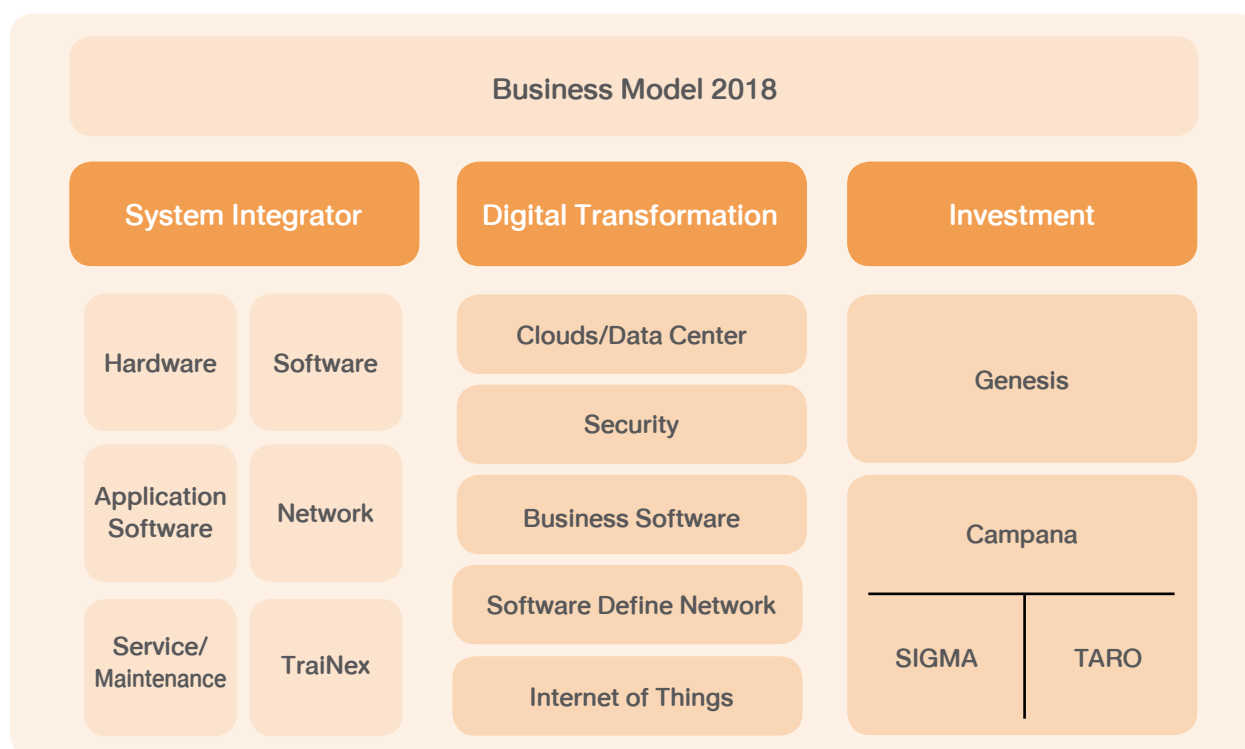 Business Model 2018
System Integrator
Digital Transformation
Investment
Hardware
Software
Application
Software
Network
Service/
Maintenance
TraiNex
Clouds/Data Center
Security
Business Software
Software Define Network
Internet of Things
Genesis
Campana
SIGMA
TARO